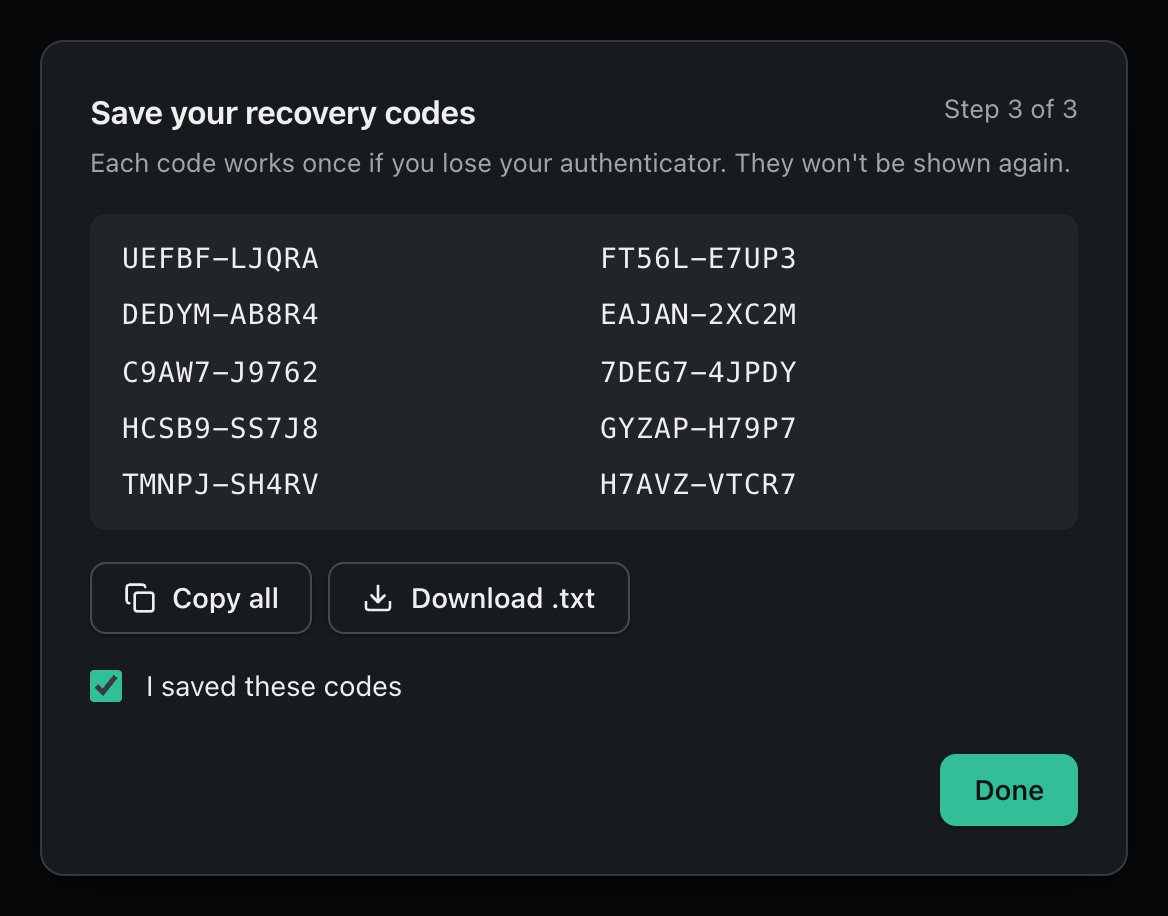 Save your recovery codes
Step 3 of 3
Each code works once if you lose your authenticator. They won't be shown again.
UEFBF-LJQRA FT56L-E7UP3
DEDYM-AB8R4 EAJAN-2XC2M
C9AW7-J9762 7DEG7-4JPDY
HCSB9-SS7J8 GYZAP-H79P7
TMNPJ-SH4RV H7AVZ-VTCR7
Copy all
Download .txt
I saved these codes
Done